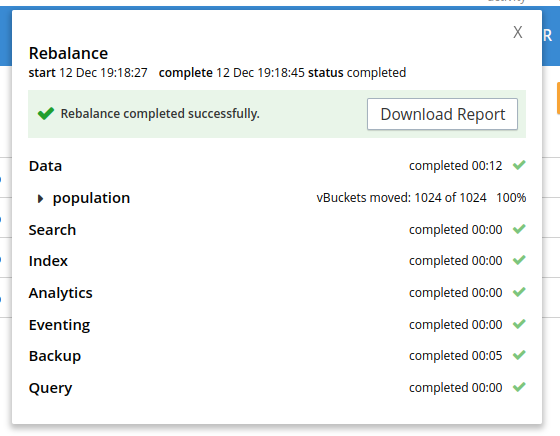 activity
X
R
Rebalance
start 12 Dec 19:18:27 complete 12 Dec 19:18:45 status completed
Rebalance completed successfully. Download Report
Data completed 00:12
population vBuckets moved: 1024 of 1024 100%
Search completed 00:00
Index completed 00:00
Analytics completed 00:00
Eventing completed 00:00
Backup completed 00:05
Query completed 00:00